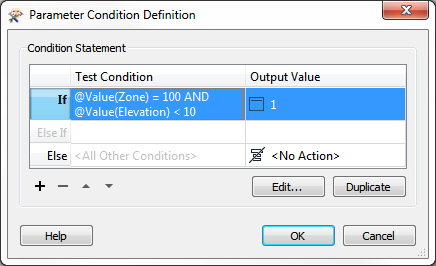 Parameter Condition Definition
Condition Statement
Test Condition Output Value
If @Value(Zone) = 100 AND
@Value(Elevation) < 10 1
Else If
Else <All Other Conditions> <No Action>
Edit... Duplicate
Help OK Cancel